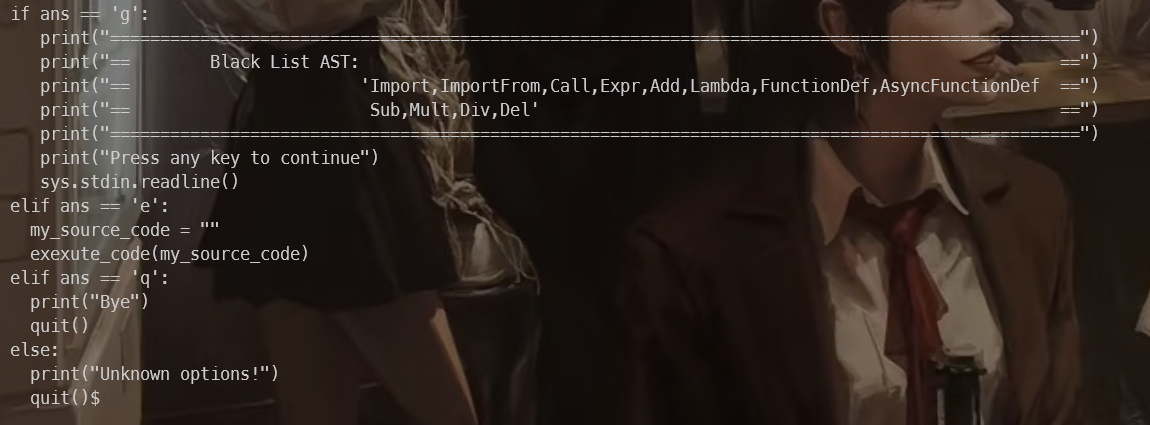 if ans == 'g':
   print("=================================================================================================")
   print("==        Black List AST:                                                                      ==")
   print("==                       'Import,ImportFrom,Call,Expr,Add,Lambda,FunctionDef,AsyncFunctionDef  ==")
   print("==                        Sub,Mult,Div,Del'                                                    ==")
   print("=================================================================================================")
   print("Press any key to continue")
   sys.stdin.readline()
elif ans == 'e':
  my_source_code = ""
  exexute_code(my_source_code)
elif ans == 'q':
  print("Bye")
  quit()
else:
  print("Unknown options!")
  quit()$